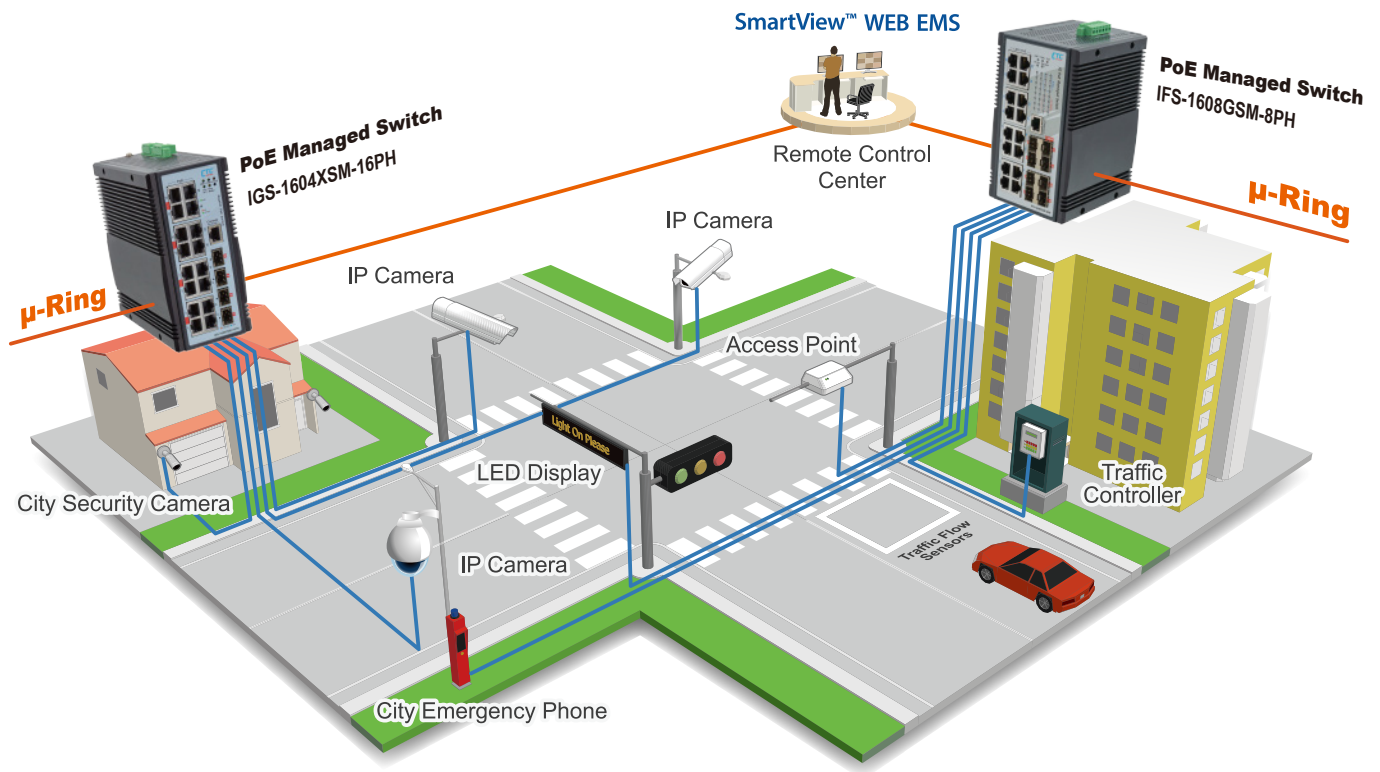 SmartView™ WEB EMS
PoE Managed Switch
IFS-1608GSM-8PH
PoE Managed Switch
IGS-1604XSM-16PH
Remote Control
Center
µ-Ring
IP Camera
IP Camera
µ-Ring
Access Point
Light On Please
LED Display
Traffic
Controller
City Security Camera
Traffic Flow
Sensors
IP Camera
City Emergency Phone
CTC